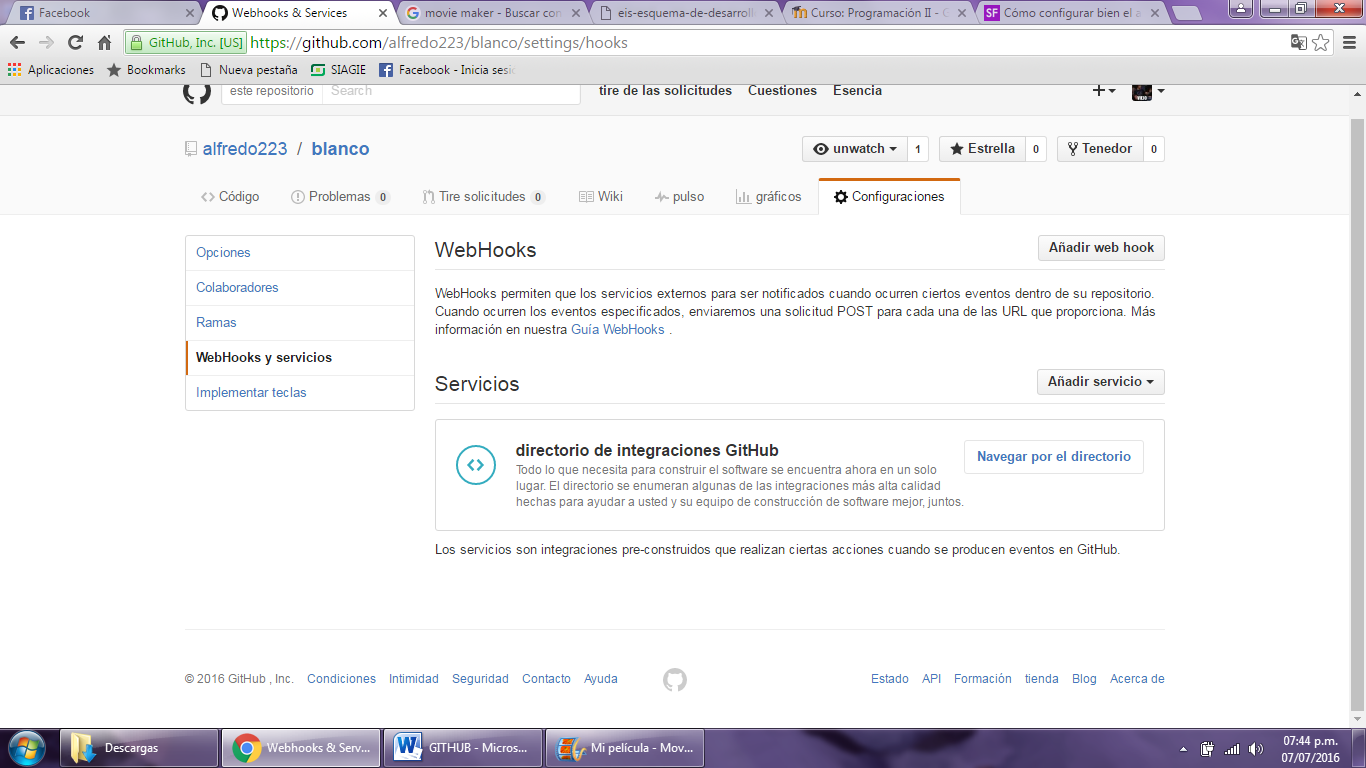 Facebook
Webhooks & Services
movie maker - Buscar con
eis-esquema-de-desarroll
Curso: Programación II - G
SF Cómo configurar bien el a
GitHub, Inc. [US] https://github.com/alfredo223/blanco/settings/hooks
Aplicaciones Bookmarks Nueva pestaña SIAGIE Facebook - Inicia sesi
este repositorio Search tire de las solicitudes Cuestiones Esencia
alfredo223 / blanco
unwatch 1 Estrella 0 Tenedor 0
Código Problemas 0 Tire solicitudes 0 Wiki pulso gráficos Configuraciones
Opciones
Colaboradores
Ramas
WebHooks y servicios
Implementar teclas
WebHooks
Añadir web hook
WebHooks permiten que los servicios externos para ser notificados cuando ocurren ciertos eventos dentro de su repositorio.
Cuando ocurren los eventos especificados, enviaremos una solicitud POST para cada una de las URL que proporciona. Más
información en nuestra Guía WebHooks .
Servicios
Añadir servicio
directorio de integraciones GitHub
Todo lo que necesita para construir el software se encuentra ahora en un solo
lugar. El directorio se enumeran algunas de las integraciones más alta calidad
hechas para ayudar a usted y su equipo de construcción de software mejor, juntos.
Navegar por el directorio
Los servicios son integraciones pre-construidos que realizan ciertas acciones cuando se producen eventos en GitHub.
© 2016 GitHub , Inc. Condiciones Intimidad Seguridad Contacto Ayuda
Estado API Formación tienda Blog Acerca de
Descargas
Webhooks & Serv...
GITHUB - Micros...
Mi película - Mov...
07:44 p.m.
07/07/2016